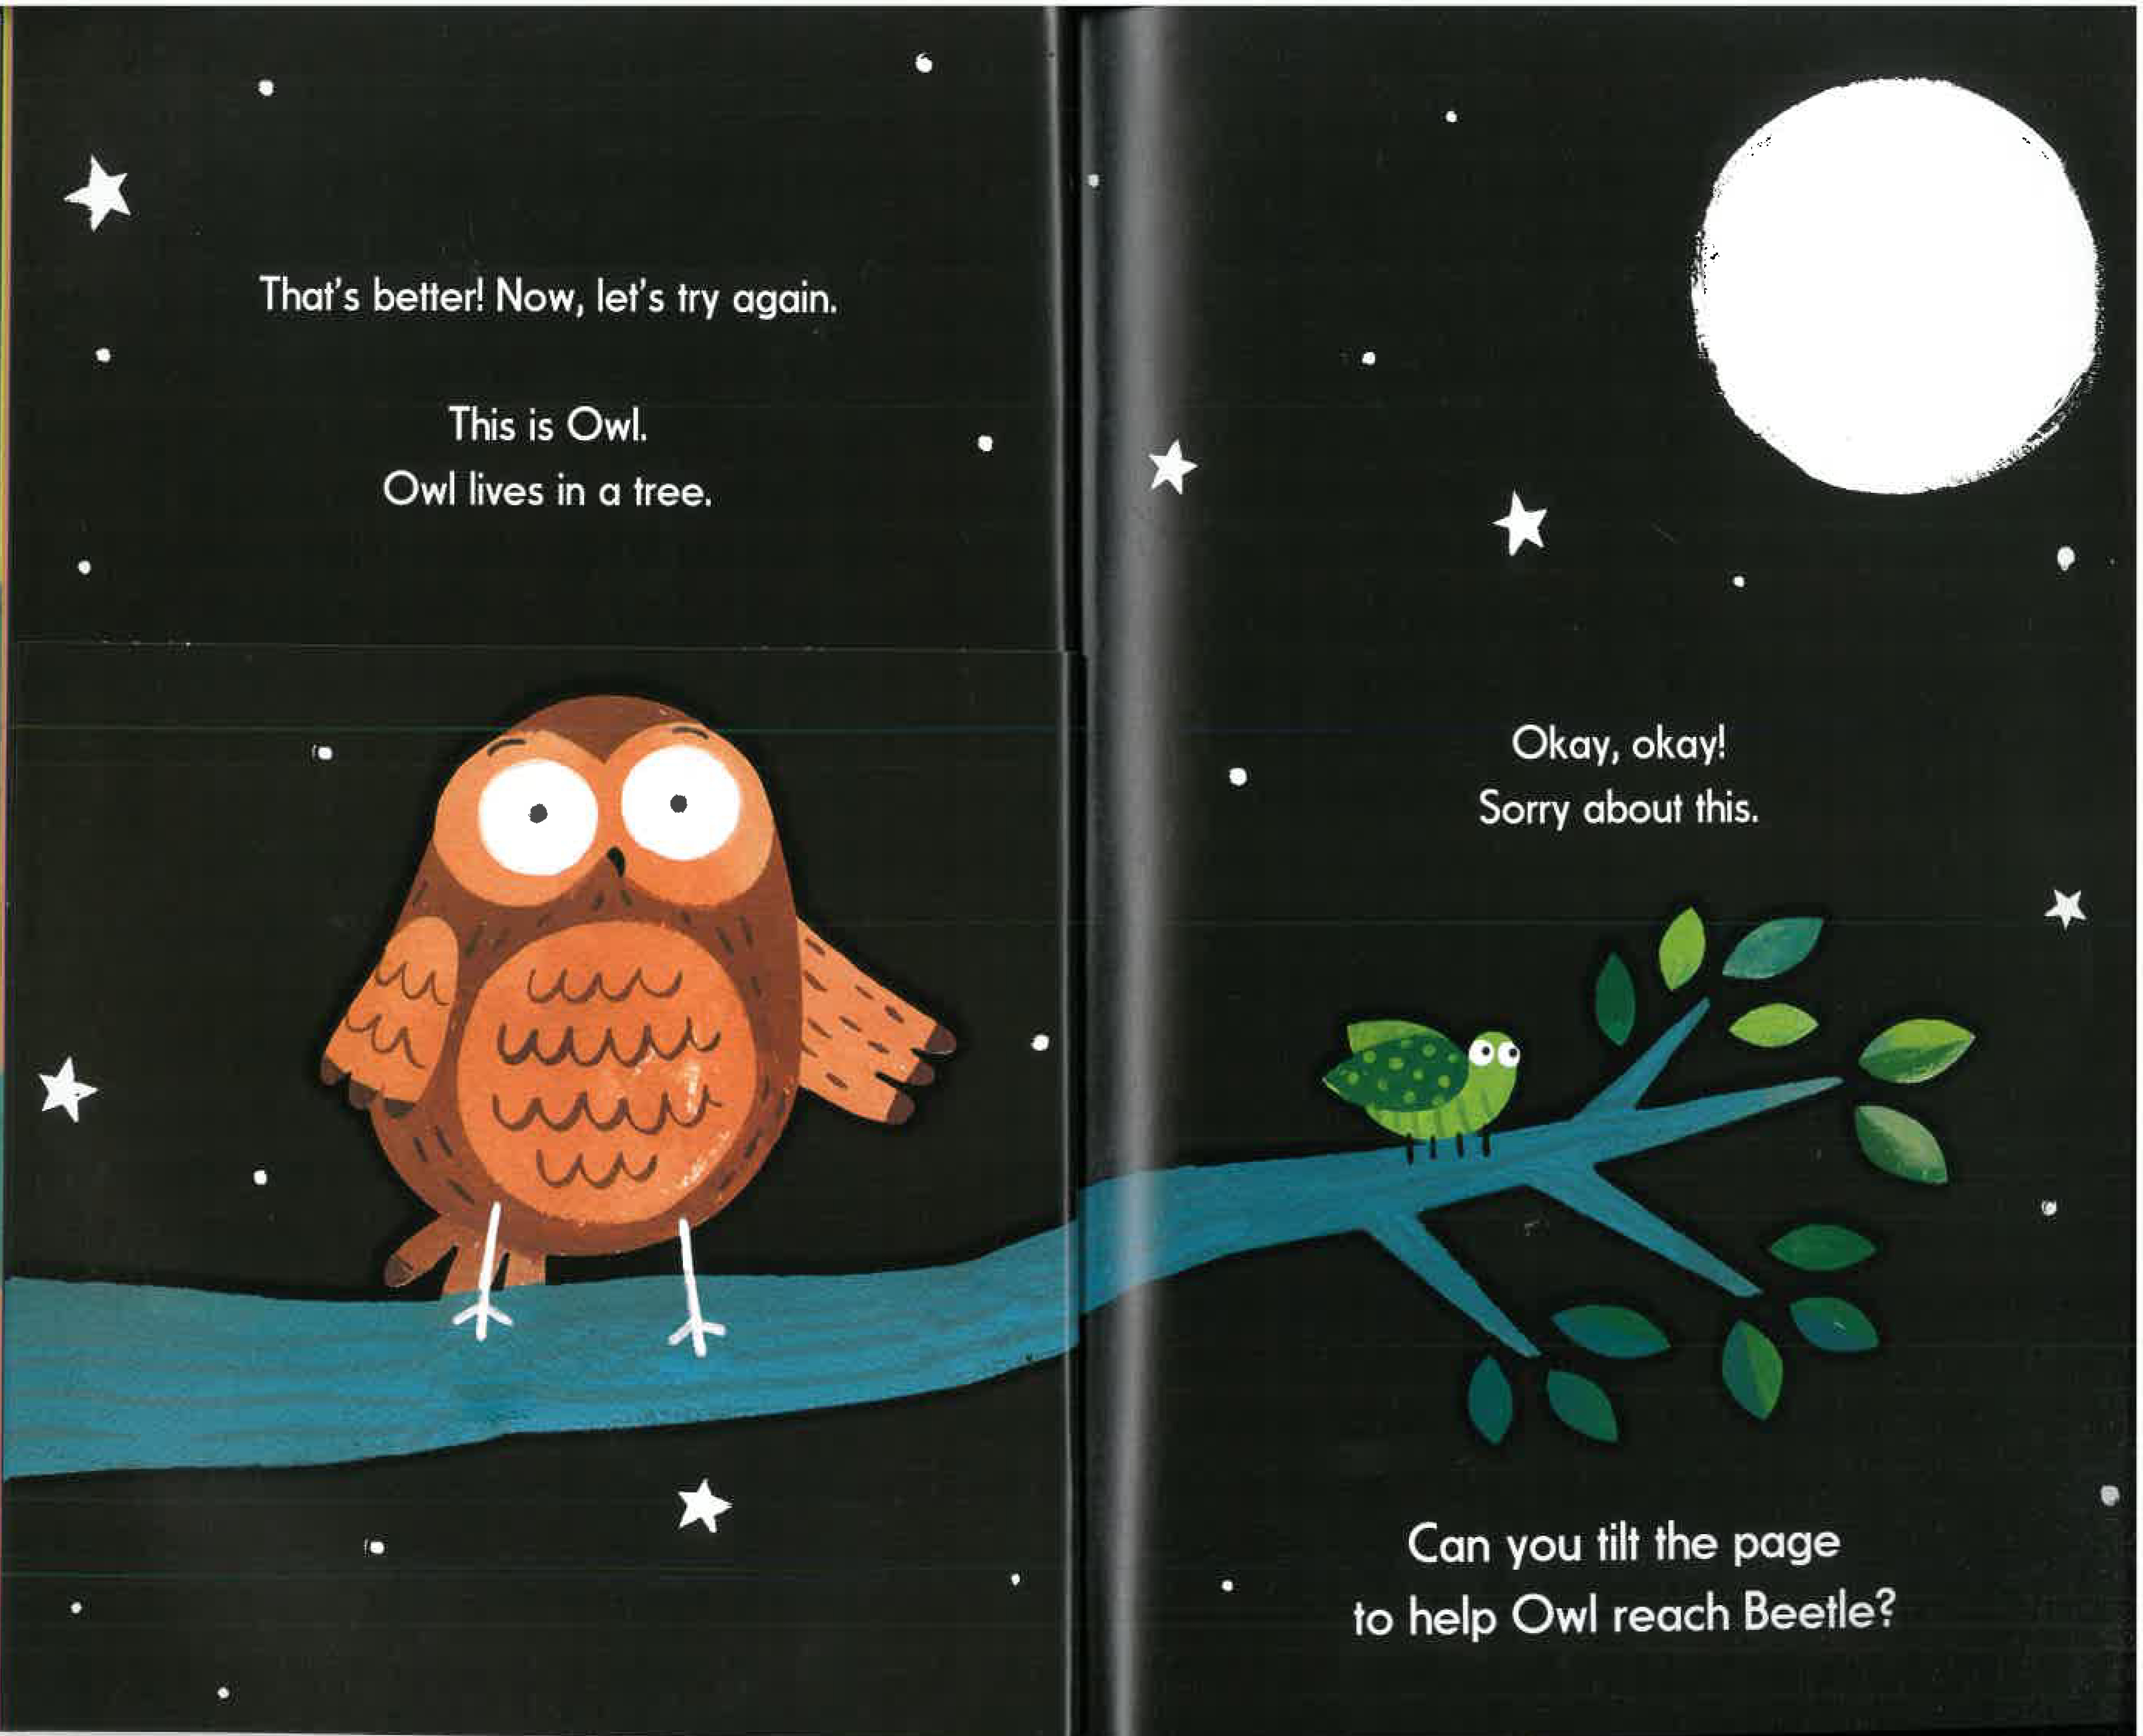 That's better! Now, let's try again.
This is Owl.
Owl lives in a tree.
Okay, okay!
Sorry about this.
Can you tilt the page
to help Owl reach Beetle?